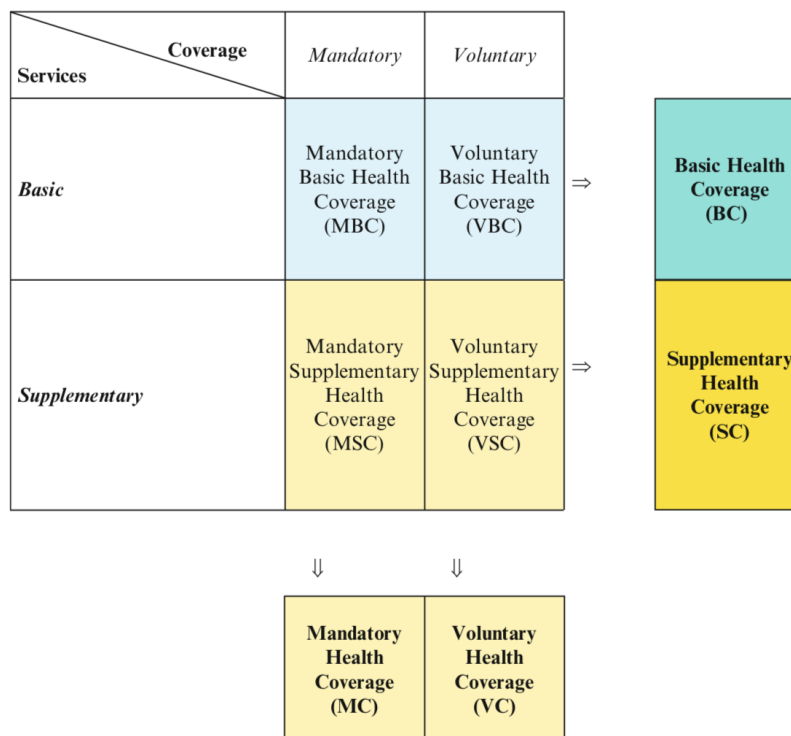 Coverage
Services
Mandatory
Voluntary
Basic
Mandatory
Basic Health
Coverage
(MBC)
Voluntary
Basic Health
Coverage
(VBC)
⇒
Basic Health
Coverage
(BC)
Supplementary
Mandatory
Supplementary
Health
Coverage
(MSC)
Voluntary
Supplementary
Health
Coverage
(VSC)
⇒
Supplementary
Health
Coverage
(SC)
⇓
⇓
Mandatory
Health
Coverage
(MC)
Voluntary
Health
Coverage
(VC)